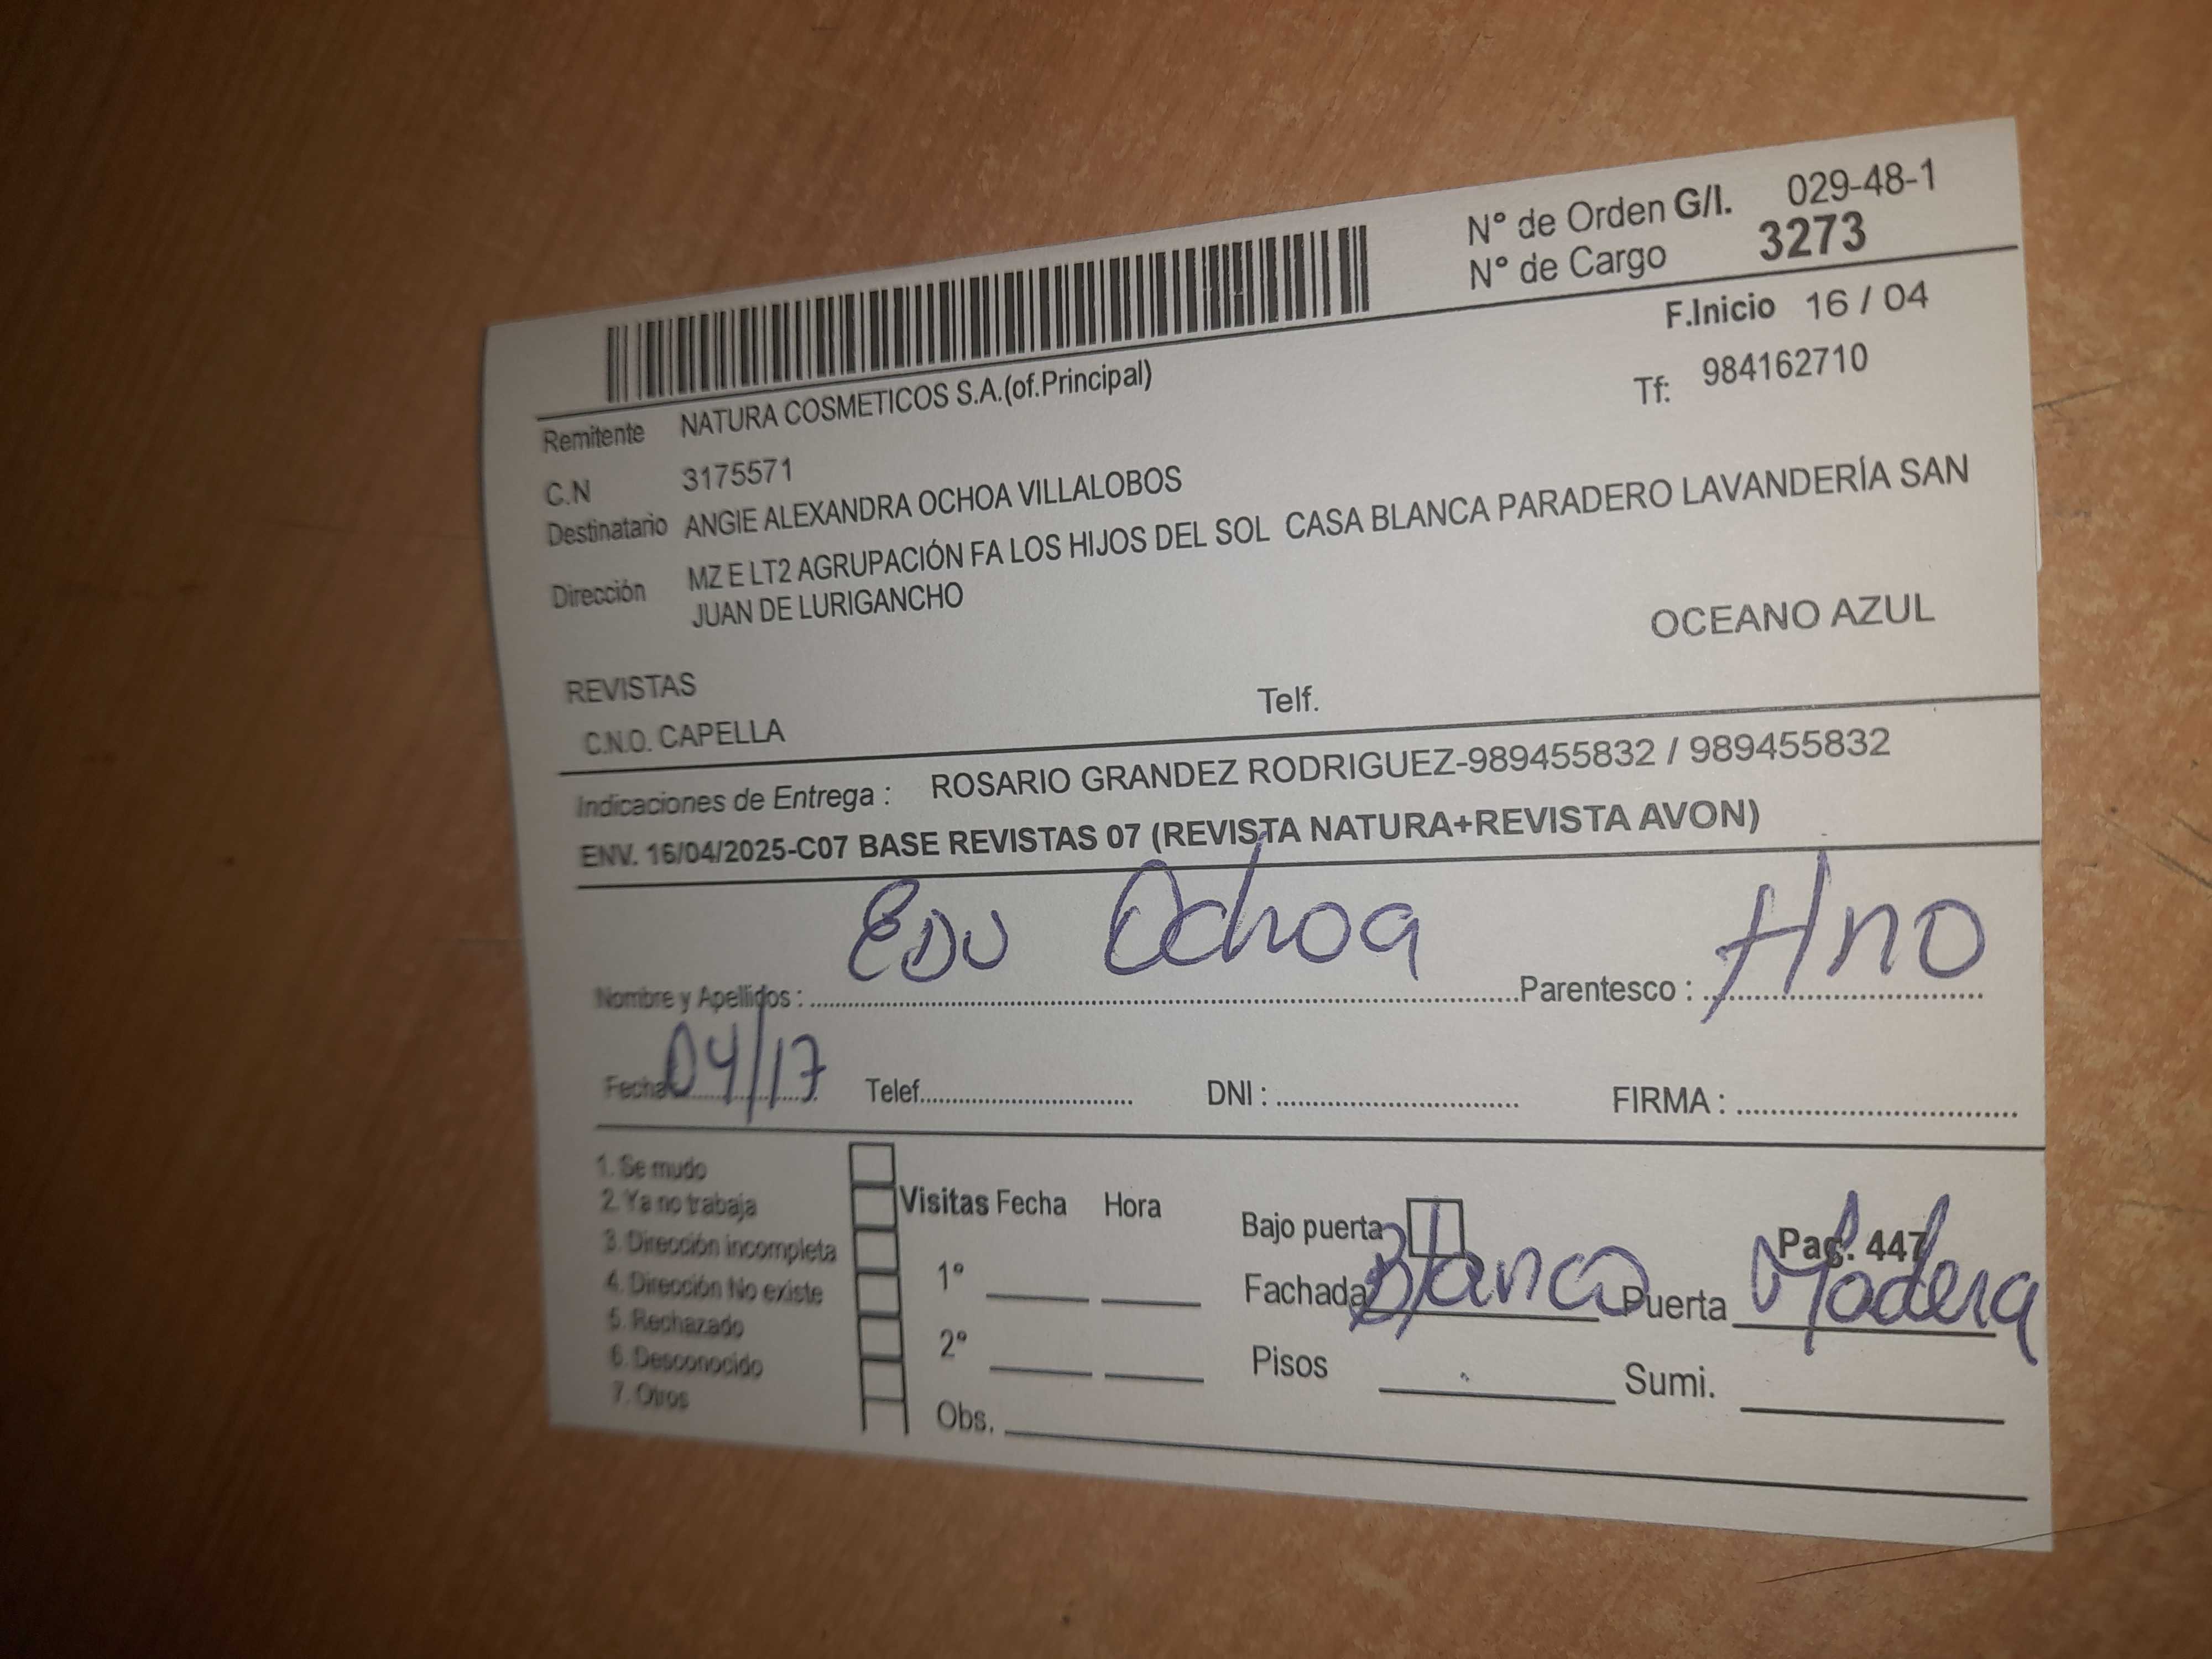 N° de Orden G/I. 029-48-1
N° de Cargo 3273
F.Inicio 16 / 04
Remitente NATURA COSMETICOS S.A.(of.Principal)
Tf: 984162710
C.N 3175571
Destinatario ANGIE ALEXANDRA OCHOA VILLALOBOS
Dirección MZ E LT2 AGRUPACIÓN FA LOS HIJOS DEL SOL CASA BLANCA PARADERO LAVANDERÍA SAN
JUAN DE LURIGANCHO
OCEANO AZUL
REVISTAS
C.N.O. CAPELLA Telf.
Indicaciones de Entrega : ROSARIO GRANDEZ RODRIGUEZ-989455832 / 989455832
ENV. 16/04/2025-C07 BASE REVISTAS 07 (REVISTA NATURA+REVISTA AVON)
Nombre y Apellidos : EDU Ochoa Parentesco : Hno
Fecha 04/17 Telef. DNI : FIRMA :
1. Se mudo
2. Ya no trabaja
3. Dirección incompleta
4. Dirección No existe
5. Rechazado
6. Desconocido
7. Otros
Visitas Fecha Hora
1°
2°
Obs.
Bajo puerta Pag. 447
Fachada Blanca Puerta Madera
Pisos Sumi.